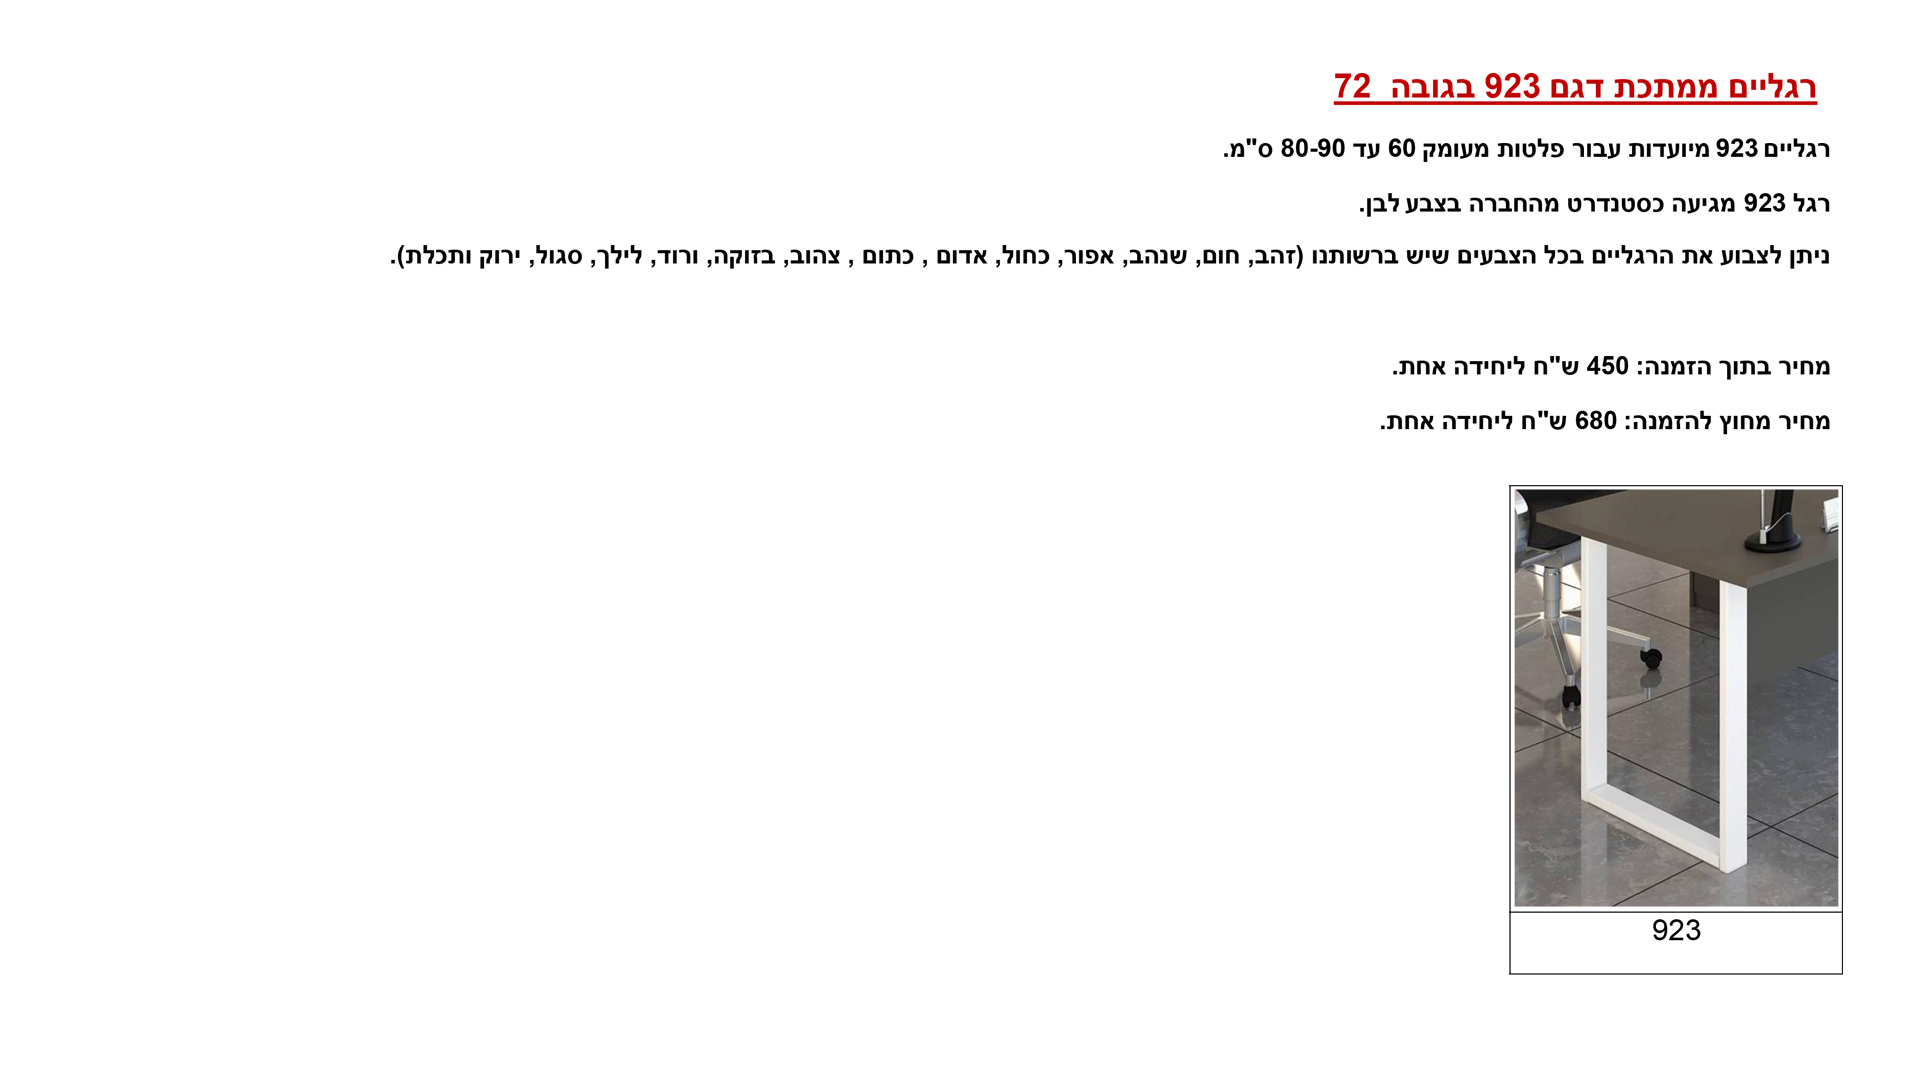 רגליים ממתכת דגם 923 בגובה  72
רגליים 923 מיועדות עבור פלטות מעומק 60 עד 80-90 ס"מ.
רגל 923 מגיעה כסטנדרט מהחברה בצבע לבן.
ניתן לצבוע את הרגליים בכל הצבעים שיש ברשותנו (זהב, חום, שנהב, אפור, כחול, אדום , כתום , צהוב, בזוקה, ורוד, לילך, סגול, ירוק ותכלת).
מחיר בתוך הזמנה: 450 ש"ח ליחידה אחת.
מחיר מחוץ להזמנה: 680 ש"ח ליחידה אחת.
923